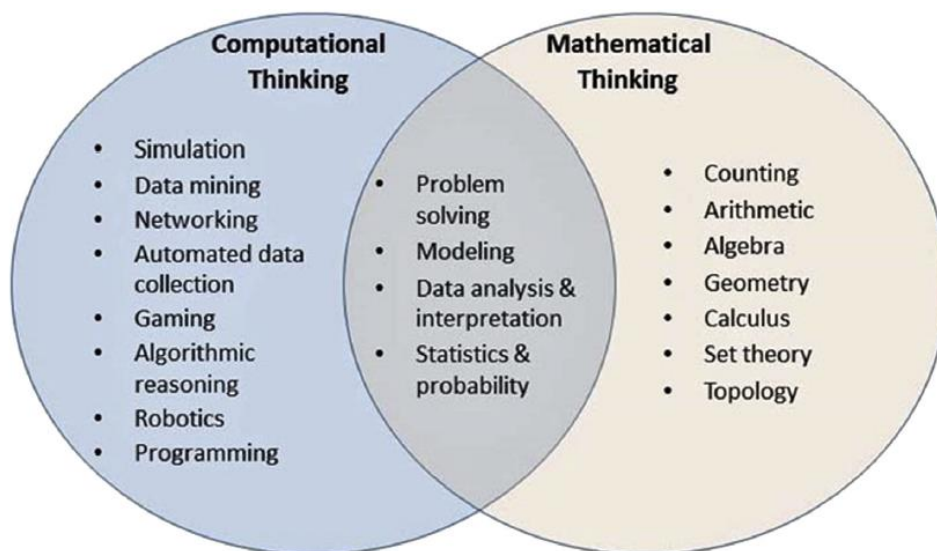 Computational
Thinking
• Simulation
• Data mining
• Networking
• Automated data
collection
• Gaming
• Algorithmic
reasoning
• Robotics
• Programming
• Problem
solving
• Modeling
• Data analysis &
interpretation
• Statistics &
probability
Mathematical
Thinking
• Counting
• Arithmetic
• Algebra
• Geometry
• Calculus
• Set theory
• Topology